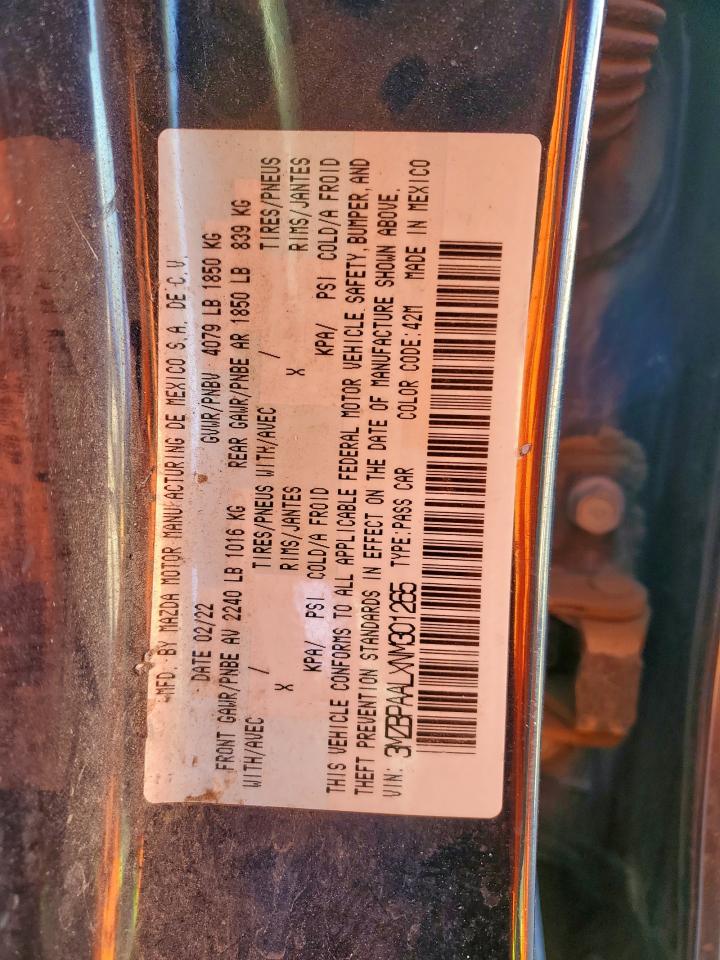 MFD. BY MAZDA MOTOR MANUFACTURING DE MEXICO S.A. DE C.V.
DATE 02/22 GVWR/PNBV 4079 LB 1850 KG
FRONT GAWR/PNBE AV 2240 LB 1016 KG REAR GAWR/PNBE AR 1850 LB 839 KG
WITH/AVEC / TIRES/PNEUS WITH/AVEC / TIRES/PNEUS
X RIMS/JANTES X RIMS/JANTES
KPA/ PSI COLD/A FROID KPA/ PSI COLD/A FROID
THIS VEHICLE CONFORMS TO ALL APPLICABLE FEDERAL MOTOR VEHICLE SAFETY, BUMPER, AND
THEFT PREVENTION STANDARDS IN EFFECT ON THE DATE OF MANUFACTURE SHOWN ABOVE.
VIN: 3MZBPAALXNM301265 TYPE:PASS CAR COLOR CODE:42M MADE IN MEXICO